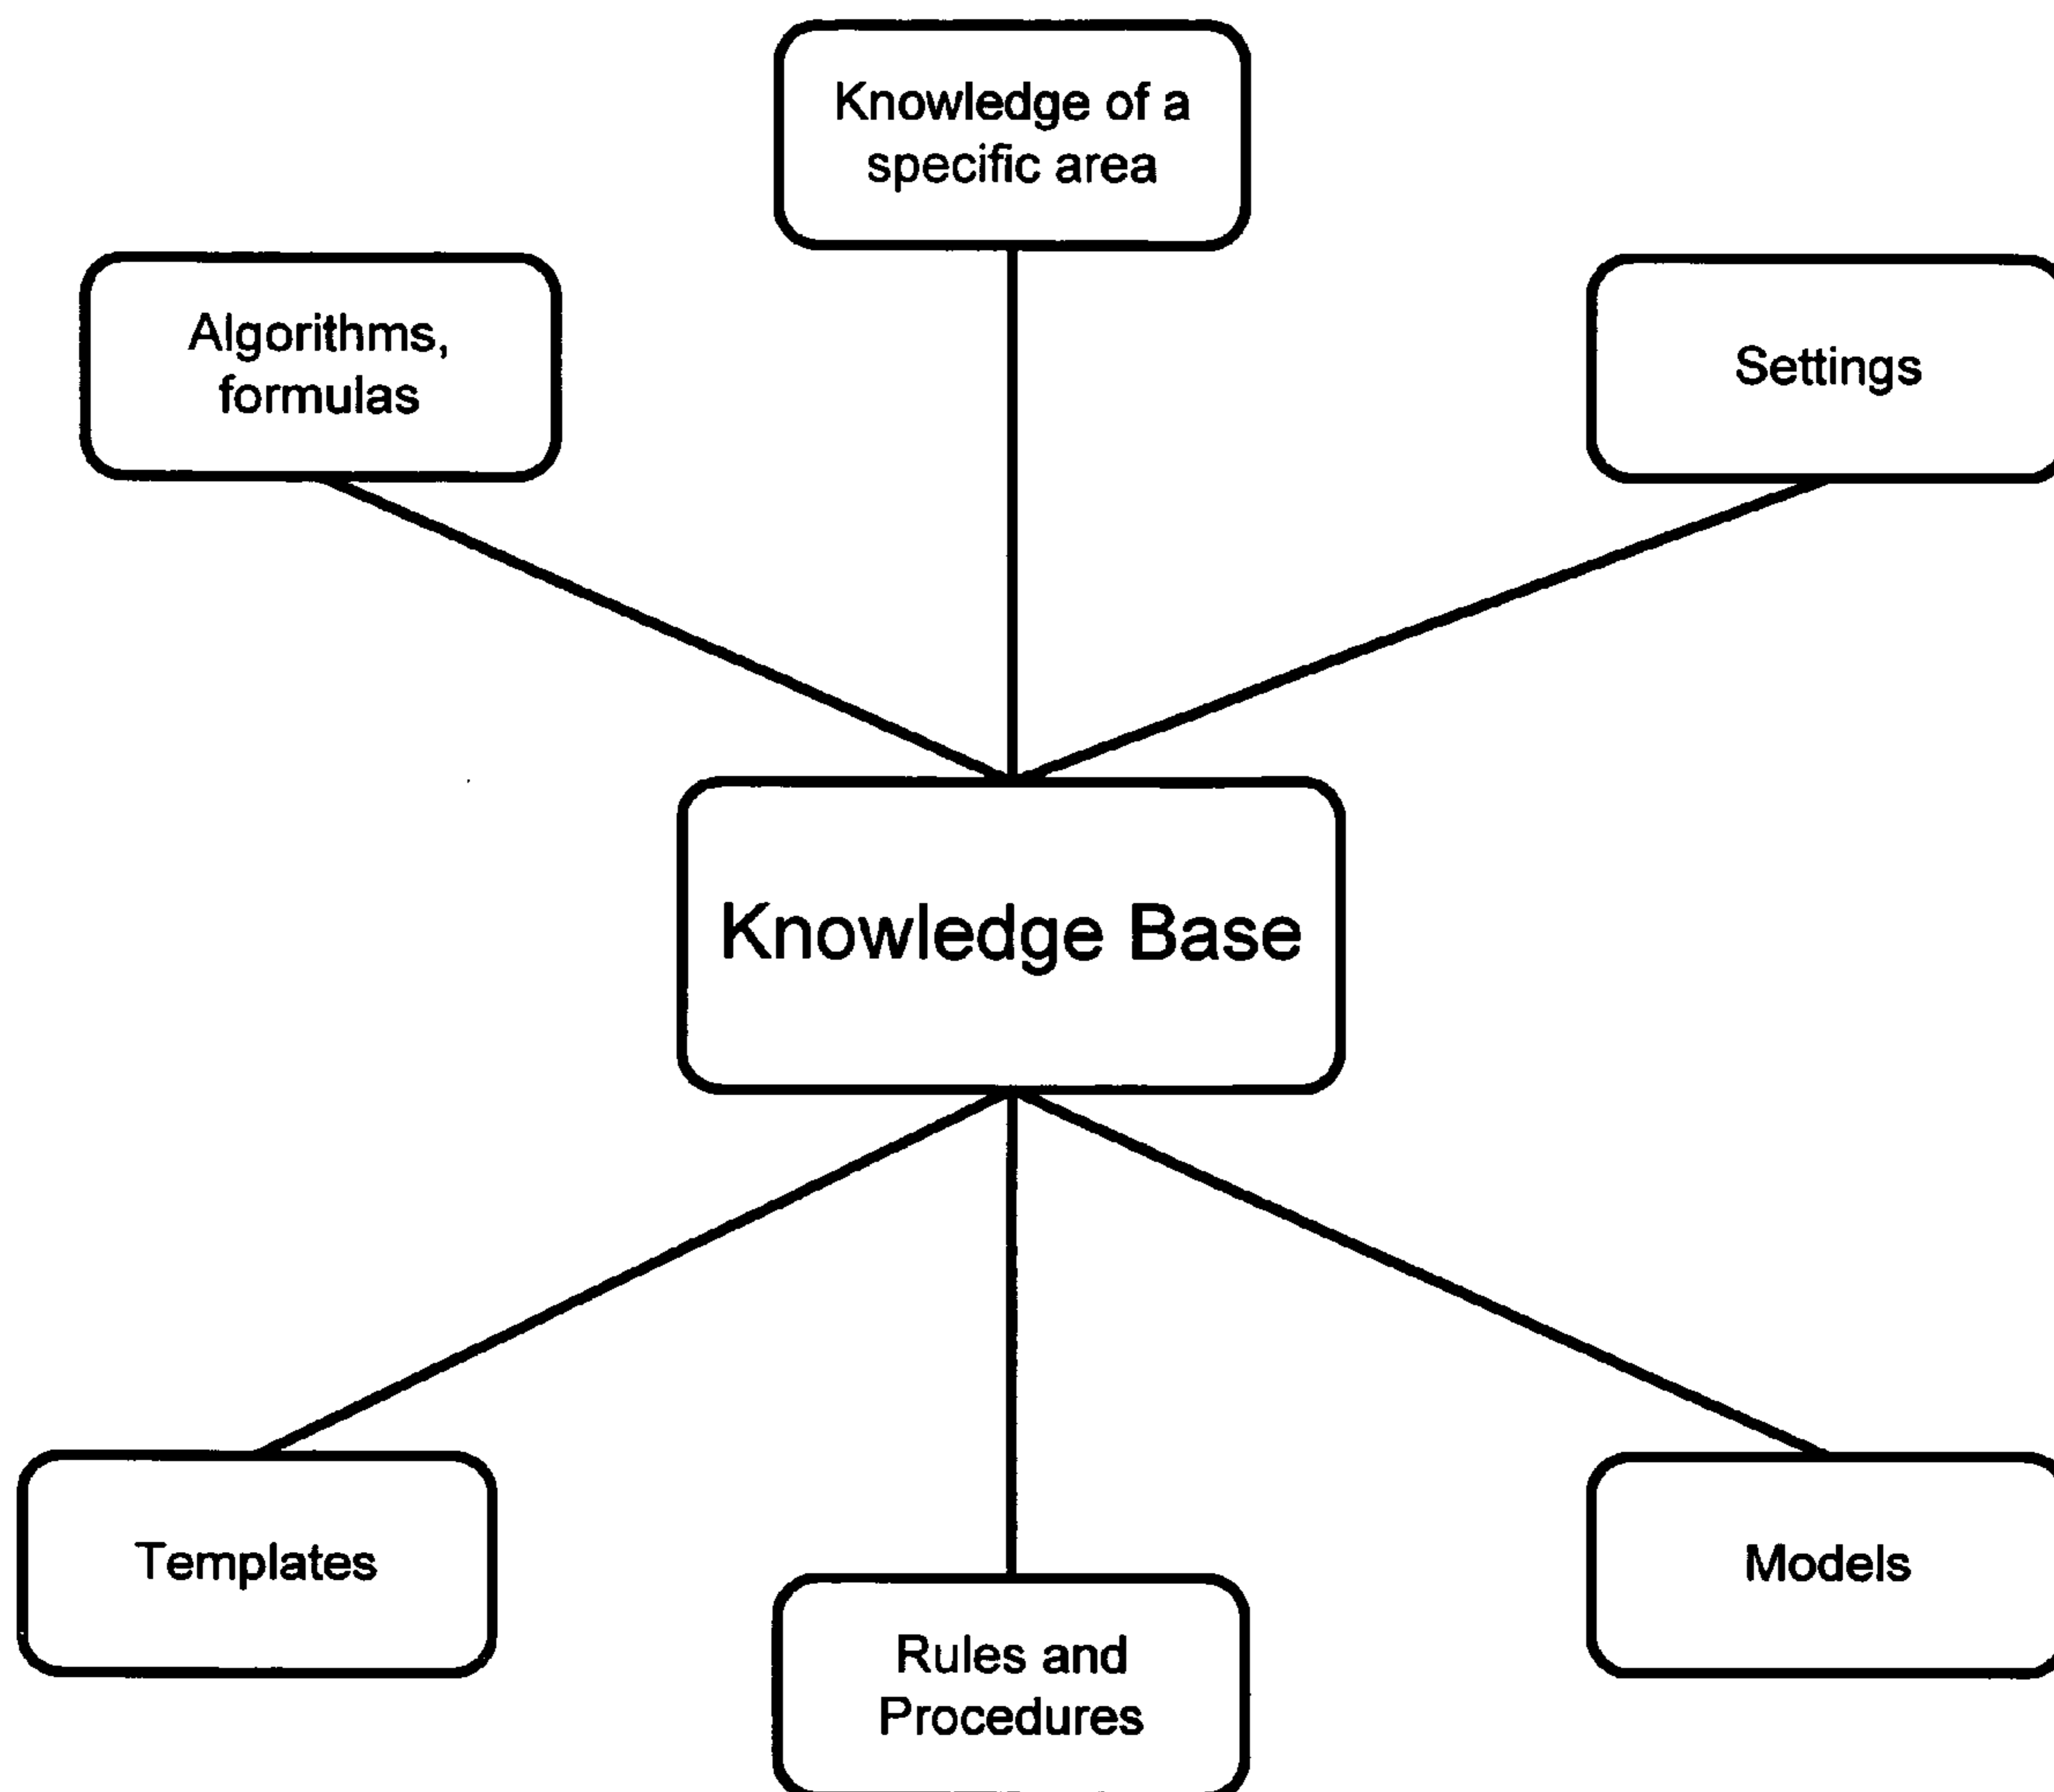 Knowledge of a
specific area
Algorithms,
formulas
Settings
Knowledge Base
Templates
Models
Rules and
Procedures